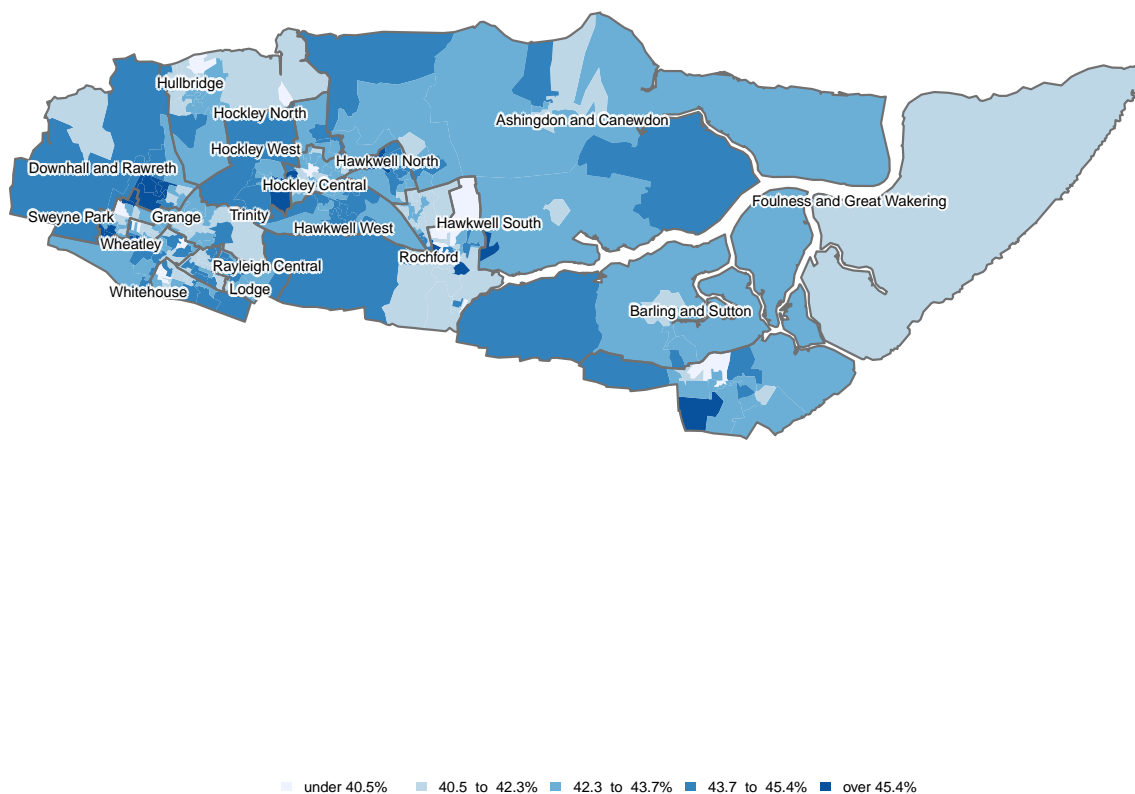 Hullbridge
Hockley North
Ashingdon and Canewdon
Hockley West
Hawkwell North
Downhall and Rawreth
Hockley Central
Foulness and Great Wakering
Sweyne Park
Grange
Trinity
Hawkwell West
Hawkwell South
Wheatley
Rochford
Rayleigh Central
Whitehouse
Lodge
Barling and Sutton
under 40.5% 40.5 to 42.3% 42.3 to 43.7% 43.7 to 45.4% over 45.4%